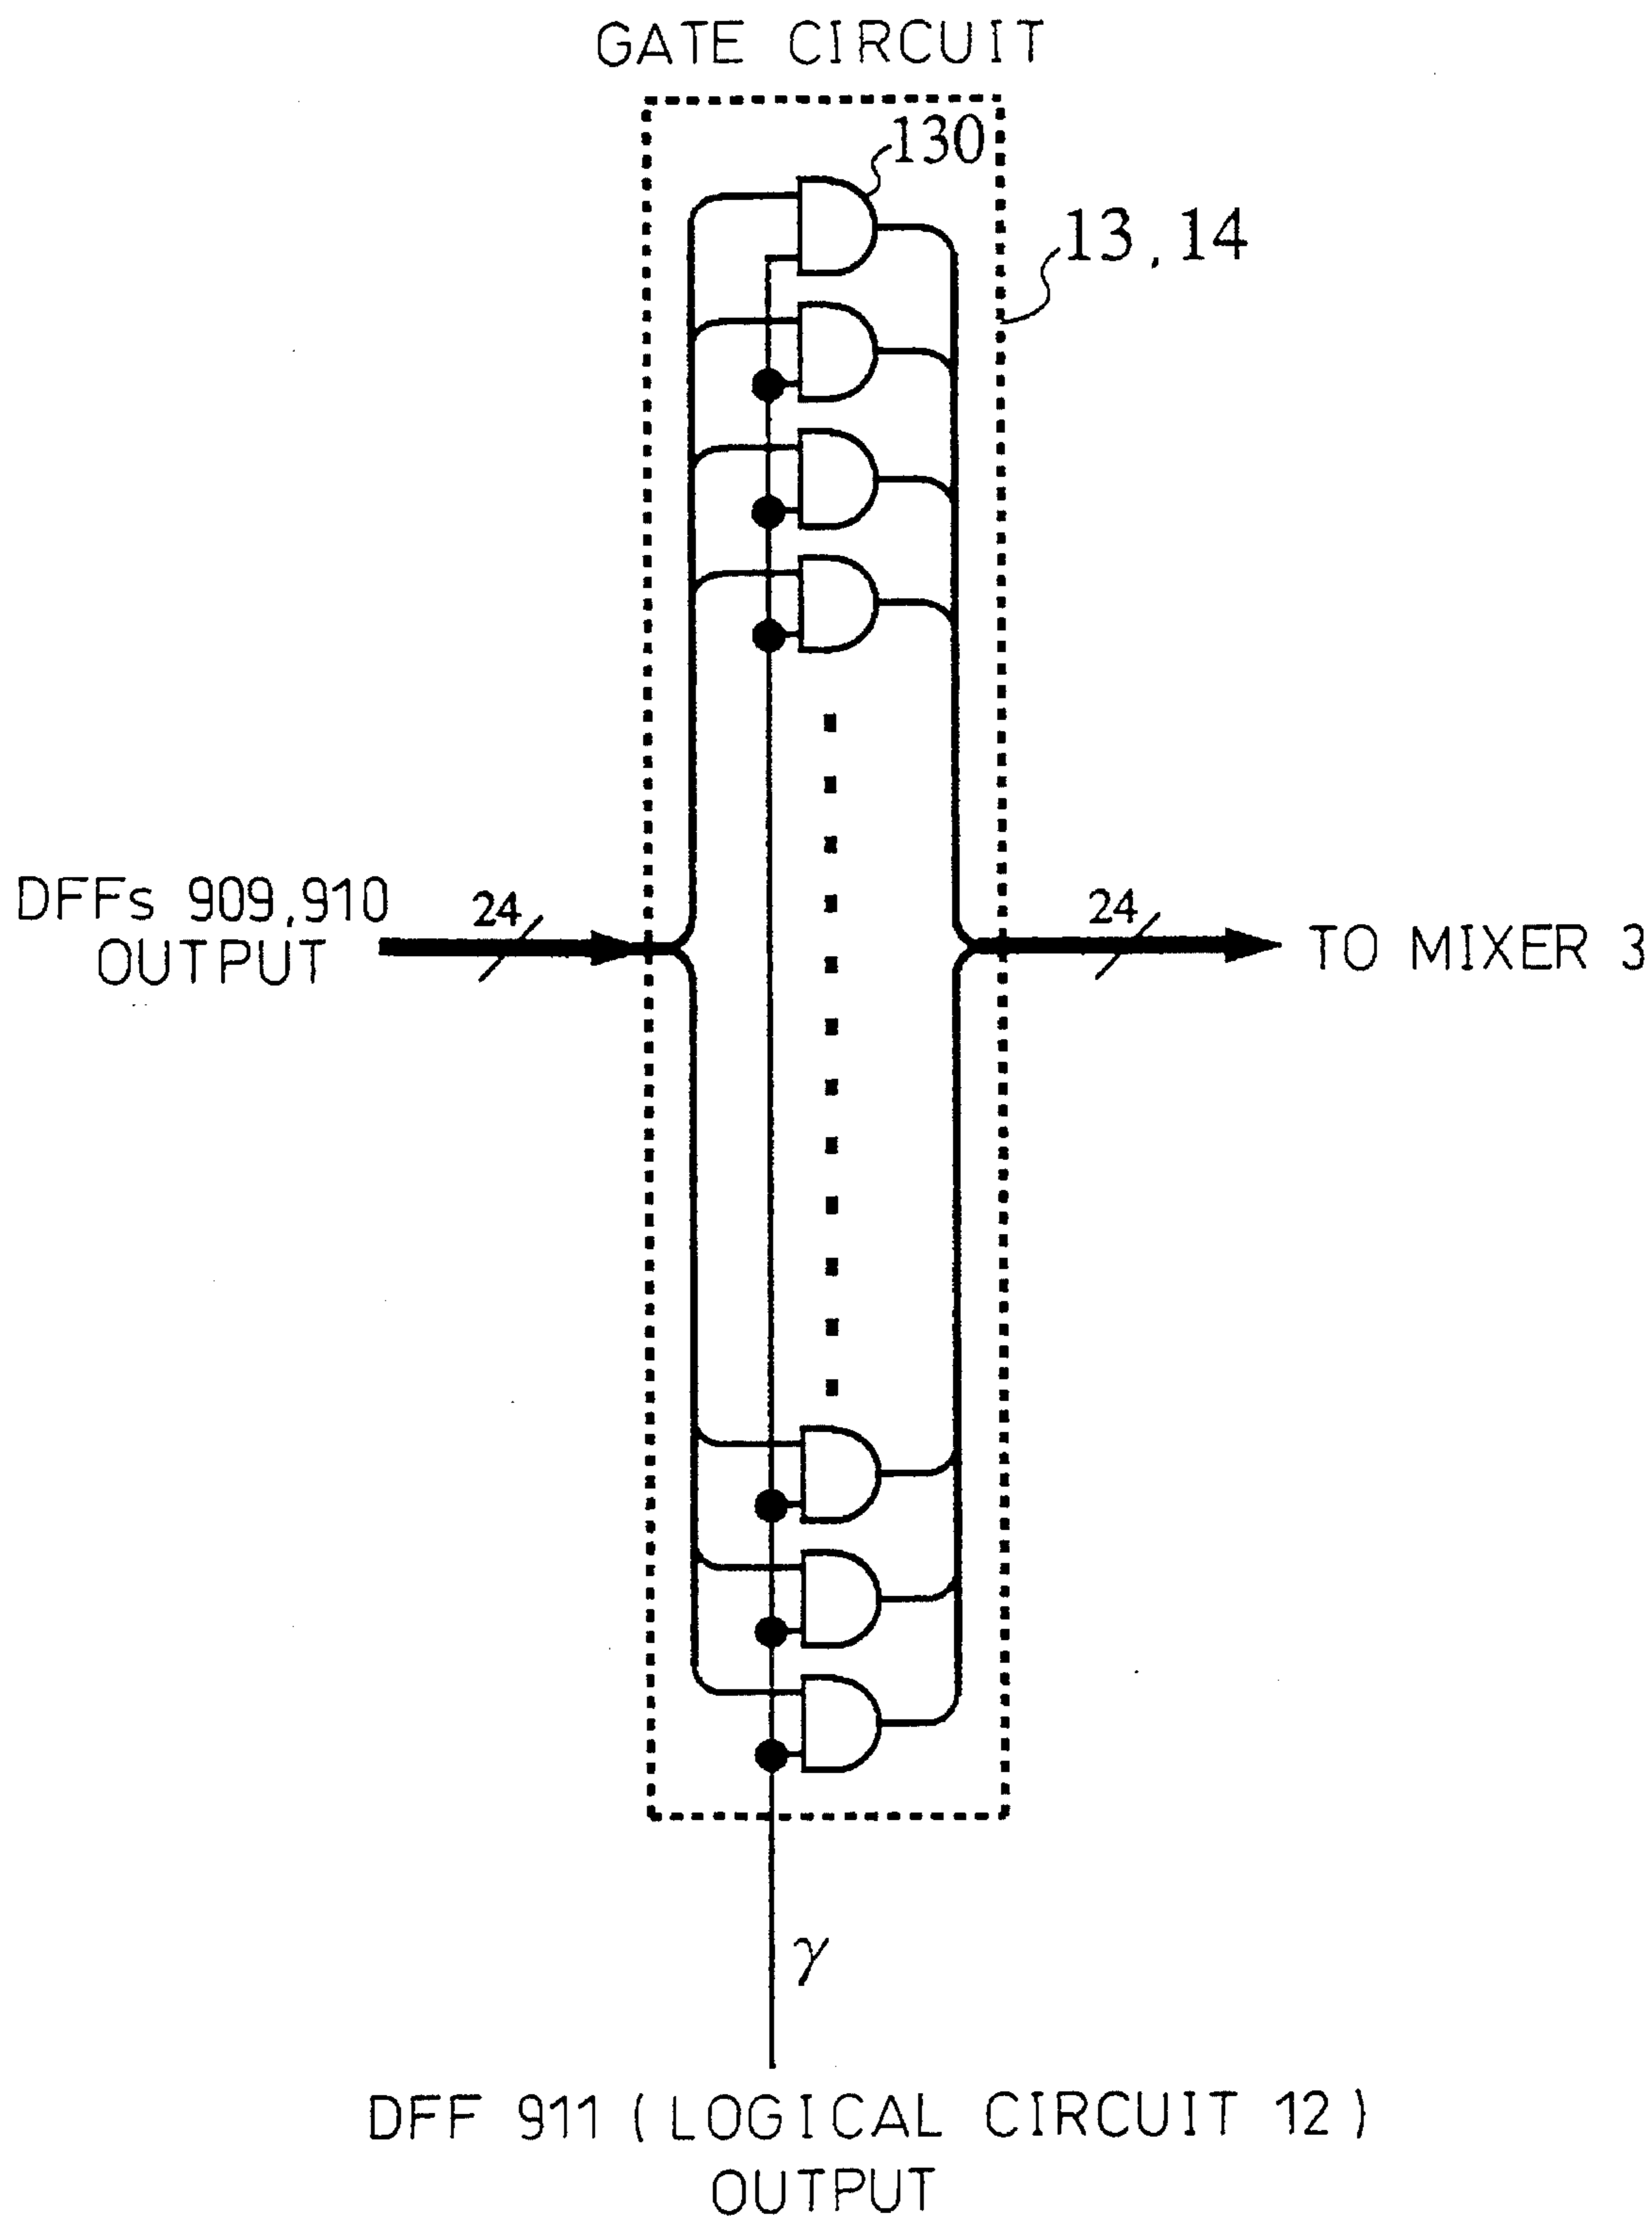 GATE CIRCUIT
130
13, 14
DFFs 909,910
OUTPUT
24
24
TO MIXER 3
γ
DFF 911 (LOGICAL CIRCUIT 12)
OUTPUT